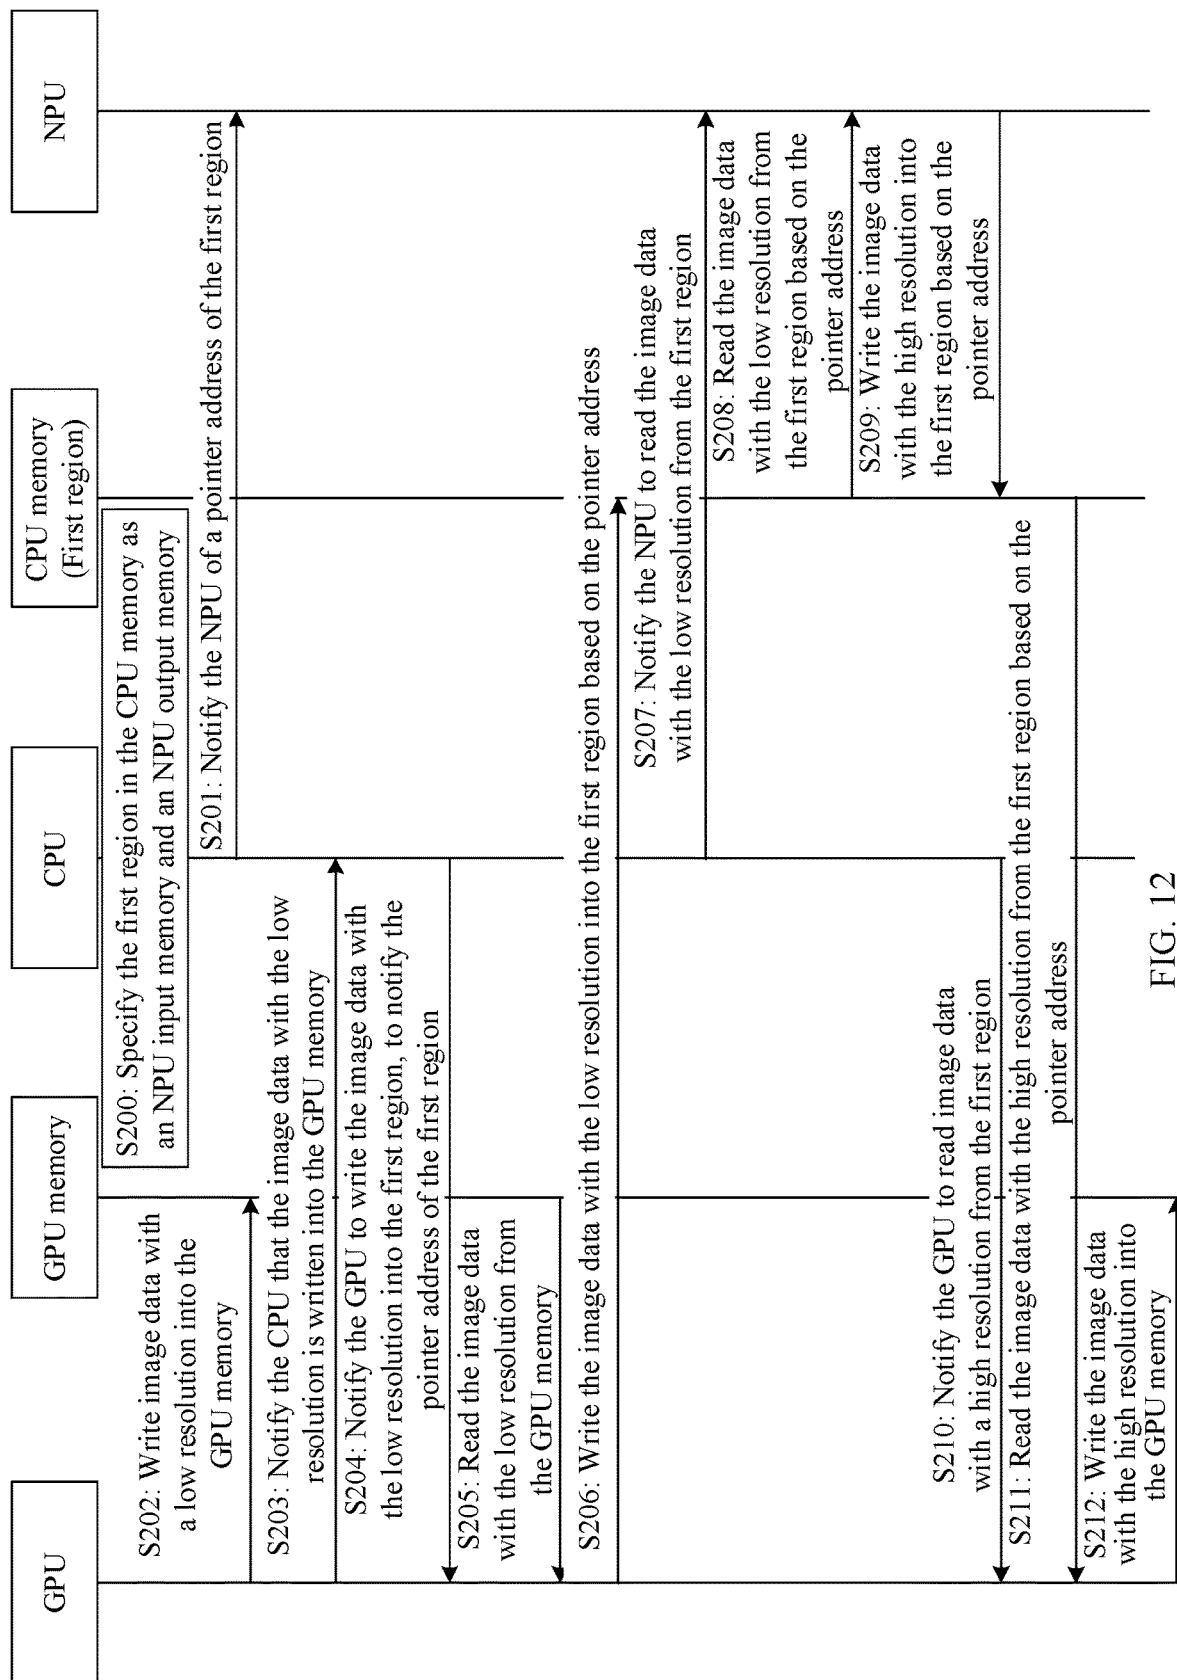 GPU
GPU memory
CPU
CPU memory
(First region)
NPU
S200: Specify the first region in the CPU memory as
an NPU input memory and an NPU output memory
S201: Notify the NPU of a pointer address of the first region
S202: Write image data with
a low resolution into the
GPU memory
S203: Notify the CPU that the image data with the low
resolution is written into the GPU memory
S204: Notify the GPU to write the image data with
the low resolution into the first region, to notify the
pointer address of the first region
S205: Read the image data
with the low resolution from
the GPU memory
S206: Write the image data with the low resolution into the first region based on the pointer address
S207: Notify the NPU to read the image data
with the low resolution from the first region
S208: Read the image data
with the low resolution from
the first region based on the
pointer address
S209: Write the image data
with the high resolution into
the first region based on the
pointer address
S210: Notify the GPU to read image data
with a high resolution from the first region
S211: Read the image data with the high resolution from the first region based on the
pointer address
S212: Write the image data
with the high resolution into
the GPU memory
FIG. 12